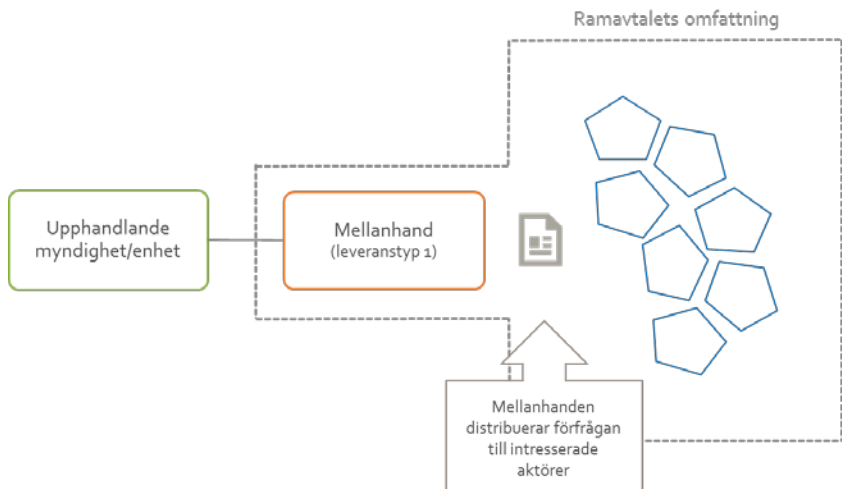 Ramavtalets omfattning
Upphandlande
myndighet/enhet
Mellanhand
(leveranstyp 1)
Mellanhanden
distribuerar förfrågan
till intresserade
aktörer